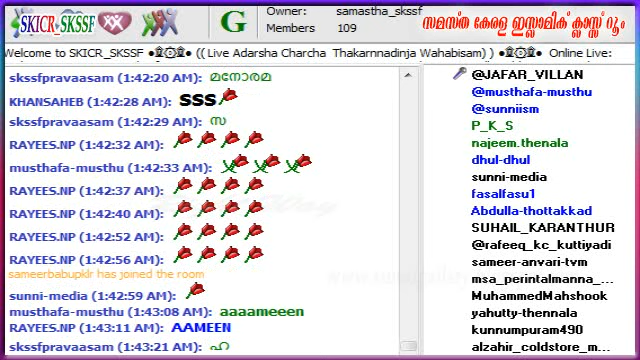 SKICR_SKSSF
G
Owner: samastha_skssf
Members 109
സമസ്ത കേരള ഇസ്ലാമിക് ക്ലാസ്സ് റൂം
Welcome to SKICR_SKSSF ●۩۞۩● (( Live Adarsha Charcha Thakarnnadinja Wahabisam)) ●۩۞۩● Online Live:
skssfpravaasam (1:42:20 AM): മനോരമ
KHANSAHEB (1:42:28 AM): SSS
skssfpravaasam (1:42:29 AM): സ
RAYEES.NP (1:42:32 AM):
musthafa-musthu (1:42:33 AM):
RAYEES.NP (1:42:37 AM):
RAYEES.NP (1:42:40 AM):
RAYEES.NP (1:42:52 AM):
RAYEES.NP (1:42:56 AM):
sameerbabupklr has joined the room
sunni-media (1:42:59 AM):
musthafa-musthu (1:43:08 AM): aaaameeen
RAYEES.NP (1:43:11 AM): AAMEEN
skssfpravaasam (1:43:21 AM): ഹ
@JAFAR_VILLAN
@musthafa-musthu
@sunniism
P_K_S
najeem.thenala
dhul-dhul
sunni-media
fasalfasu1
Abdulla-thottakkad
SUHAIL_KARANTHUR
@rafeeq_kc_kuttiyadi
sameer-anvari-tvm
msa_perintalmanna_...
MuhammedMahshook
yahutty-thennala
kunnumpuram490
alzahir_coldstore_m...